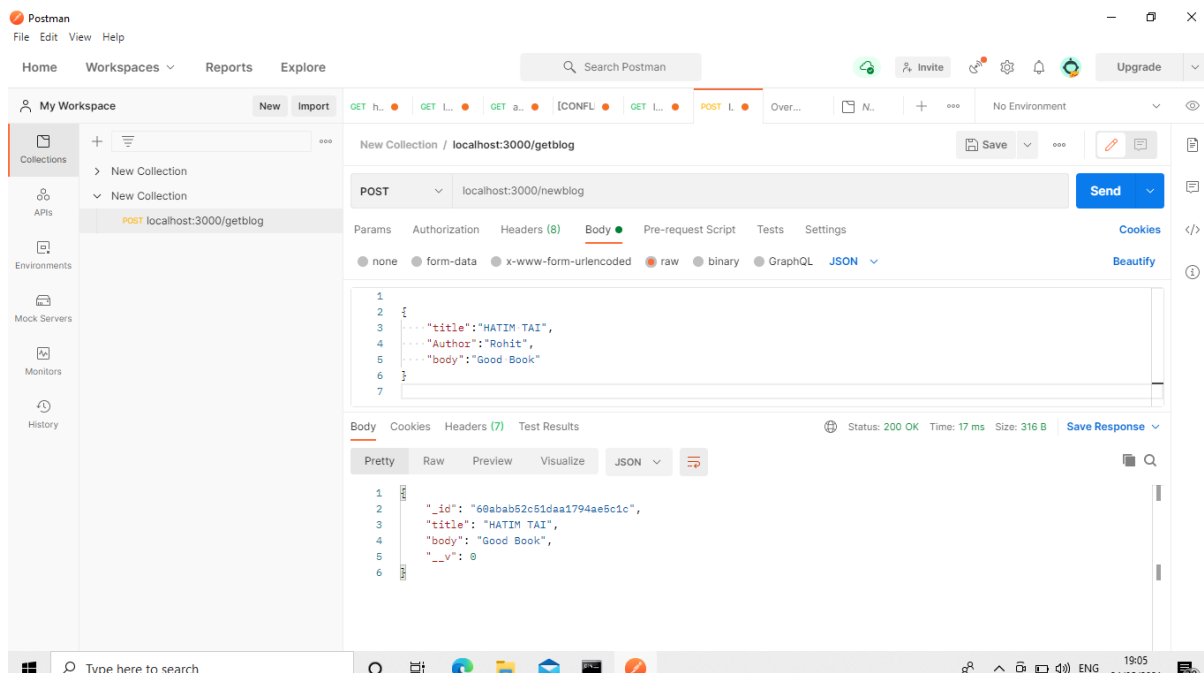 Postman
File Edit View Help
Home Workspaces Reports Explore Search Postman Invite Upgrade
My Workspace New Import GET h.. GET l... GET a... [CONFLI GET l... POST l. Over... N.. No Environment
Collections
APIs
Environments
Mock Servers
Monitors
History
New Collection
New Collection
POST localhost:3000/getblog
New Collection / localhost:3000/getblog Save
POST localhost:3000/newblog Send
Params Authorization Headers (8) Body Pre-request Script Tests Settings Cookies
none form-data x-www-form-urlencoded raw binary GraphQL JSON Beautify
1
2 {
3 "title":"HATIM TAI",
4 "Author":"Rohit",
5 "body":"Good Book"
6 }
7
Body Cookies Headers (7) Test Results Status: 200 OK Time: 17 ms Size: 316 B Save Response
Pretty Raw Preview Visualize JSON
1 {
2 "_id": "60abab52c51daa1794ae5c1c",
3 "title": "HATIM TAI",
4 "body": "Good Book",
5 "__v": 0
6 }
Type here to search ENG 19:05